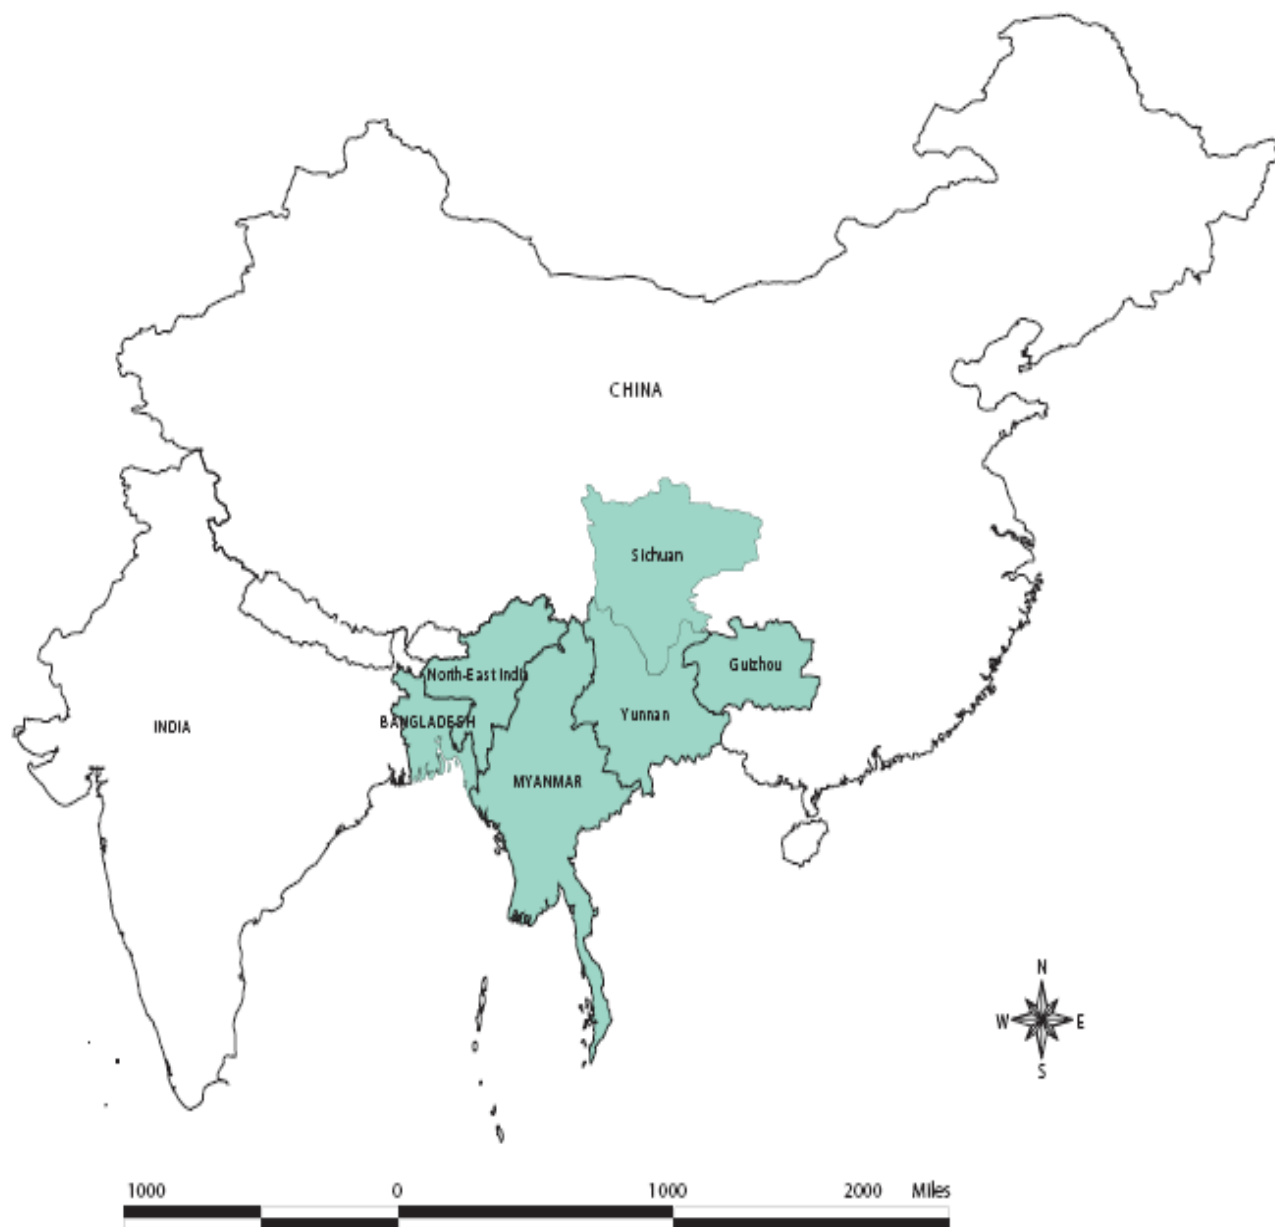 CHINA
Sichuan
North-East India
Guizhou
Yunnan
BANGLADESH
INDIA
MYANMAR
N
W E
S
1000 0 1000 2000 Miles